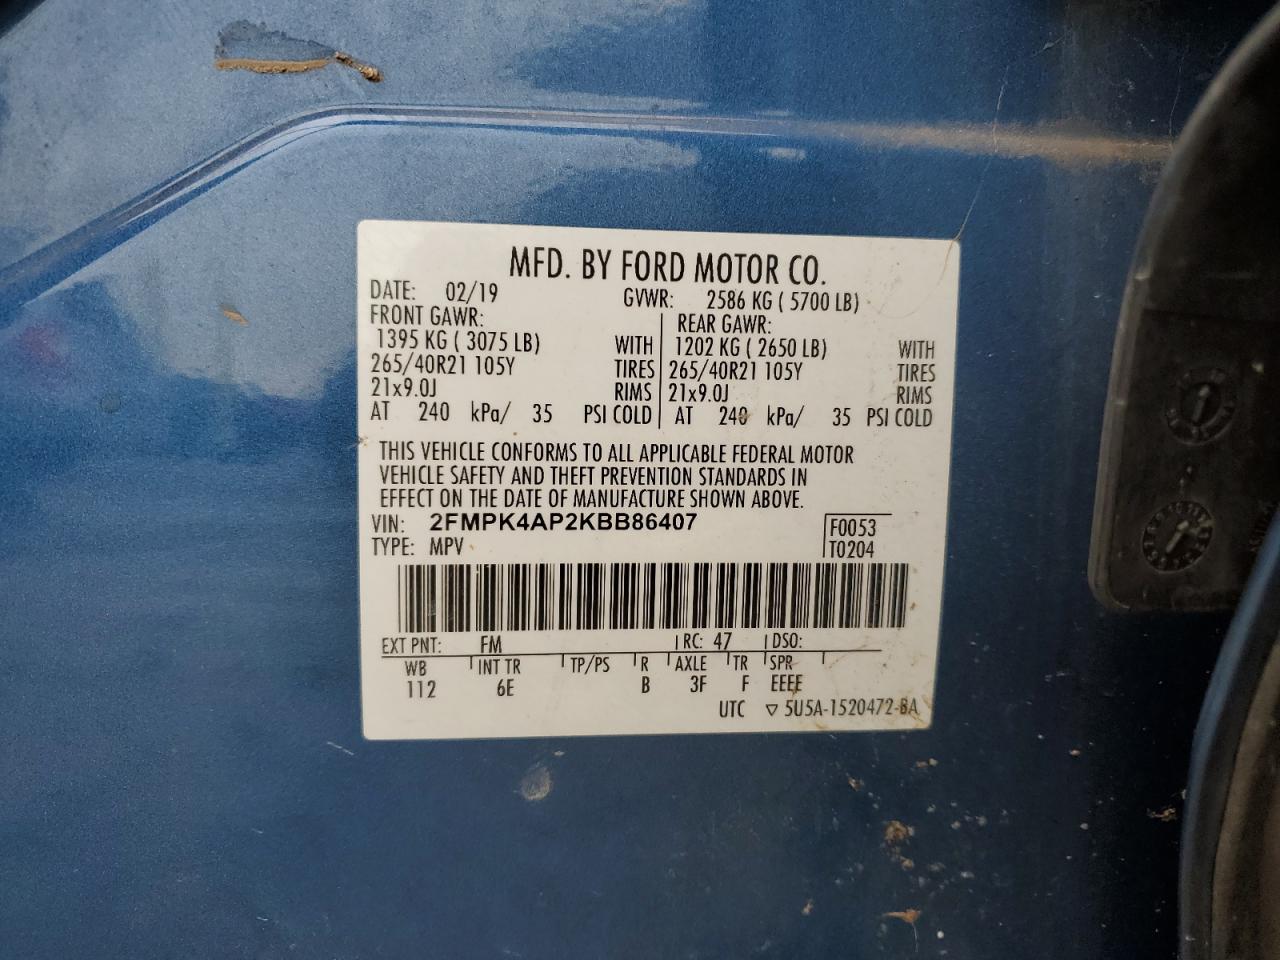 MFD. BY FORD MOTOR CO.
DATE: 02/19 GVWR: 2586 KG ( 5700 LB)
FRONT GAWR: REAR GAWR:
1395 KG ( 3075 LB) WITH 1202 KG ( 2650 LB) WITH
265/40R21 105Y TIRES 265/40R21 105Y TIRES
21x9.0J RIMS 21x9.0J RIMS
AT 240 kPa/ 35 PSI COLD AT 240 kPa/ 35 PSI COLD
THIS VEHICLE CONFORMS TO ALL APPLICABLE FEDERAL MOTOR
VEHICLE SAFETY AND THEFT PREVENTION STANDARDS IN
EFFECT ON THE DATE OF MANUFACTURE SHOWN ABOVE.
VIN: 2FMPK4AP2KBB86407 F0053
TYPE: MPV T0204
EXT PNT: FM RC: 47 DSO:
WB INT TR TP/PS R AXLE TR SPR
112 6E B 3F F EEEE
UTC ▽ 5U5A-1520472-BA